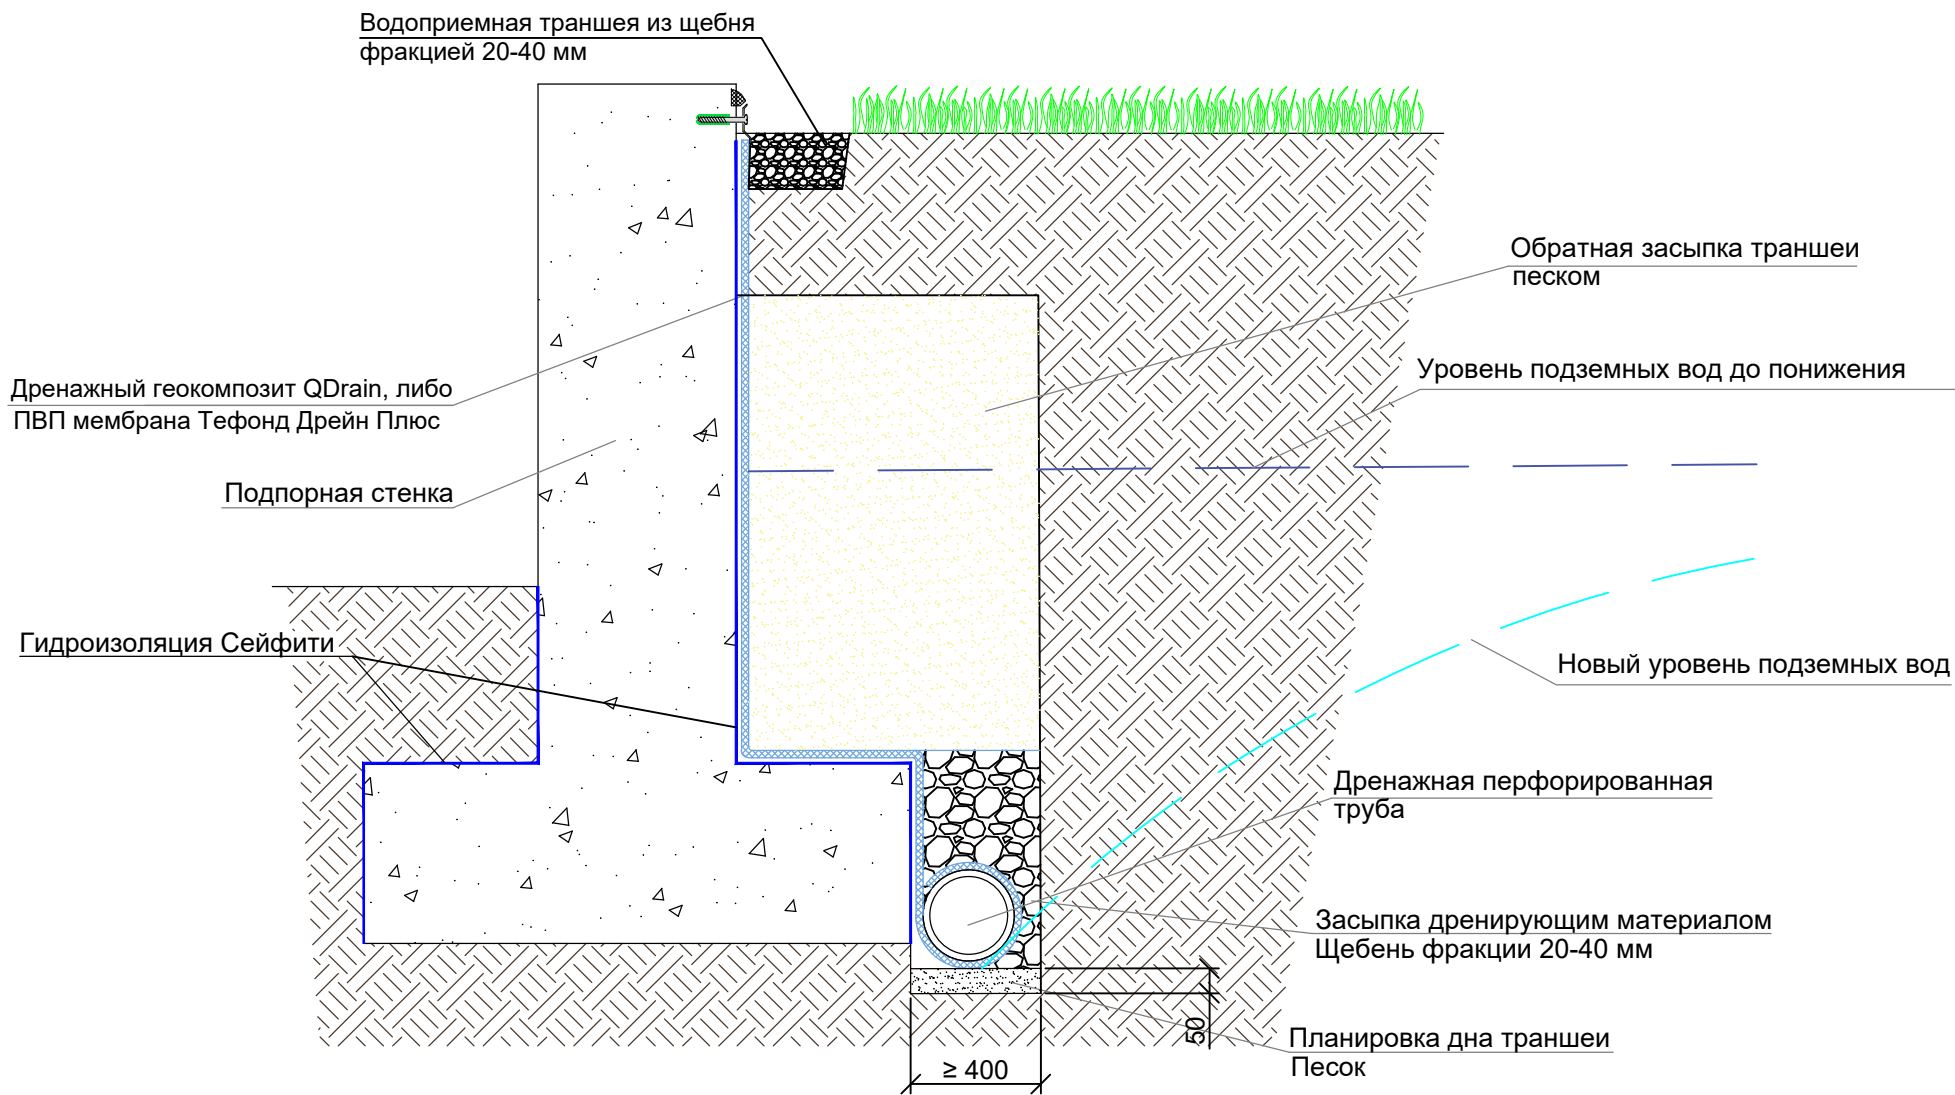 Водоприемная траншея из щебня
фракцией 20-40 мм
Обратная засыпка траншеи
песком
Уровень подземных вод до понижения
Дренажный геокомпозит QDrain, либо
ПВП мембрана Тефонд Дрейн Плюс
Подпорная стенка
Гидроизоляция Сейфити
Новый уровень подземных вод
Дренажная перфорированная
труба
Засыпка дренирующим материалом
Щебень фракции 20-40 мм
50
Планировка дна траншеи
Песок
≥ 400